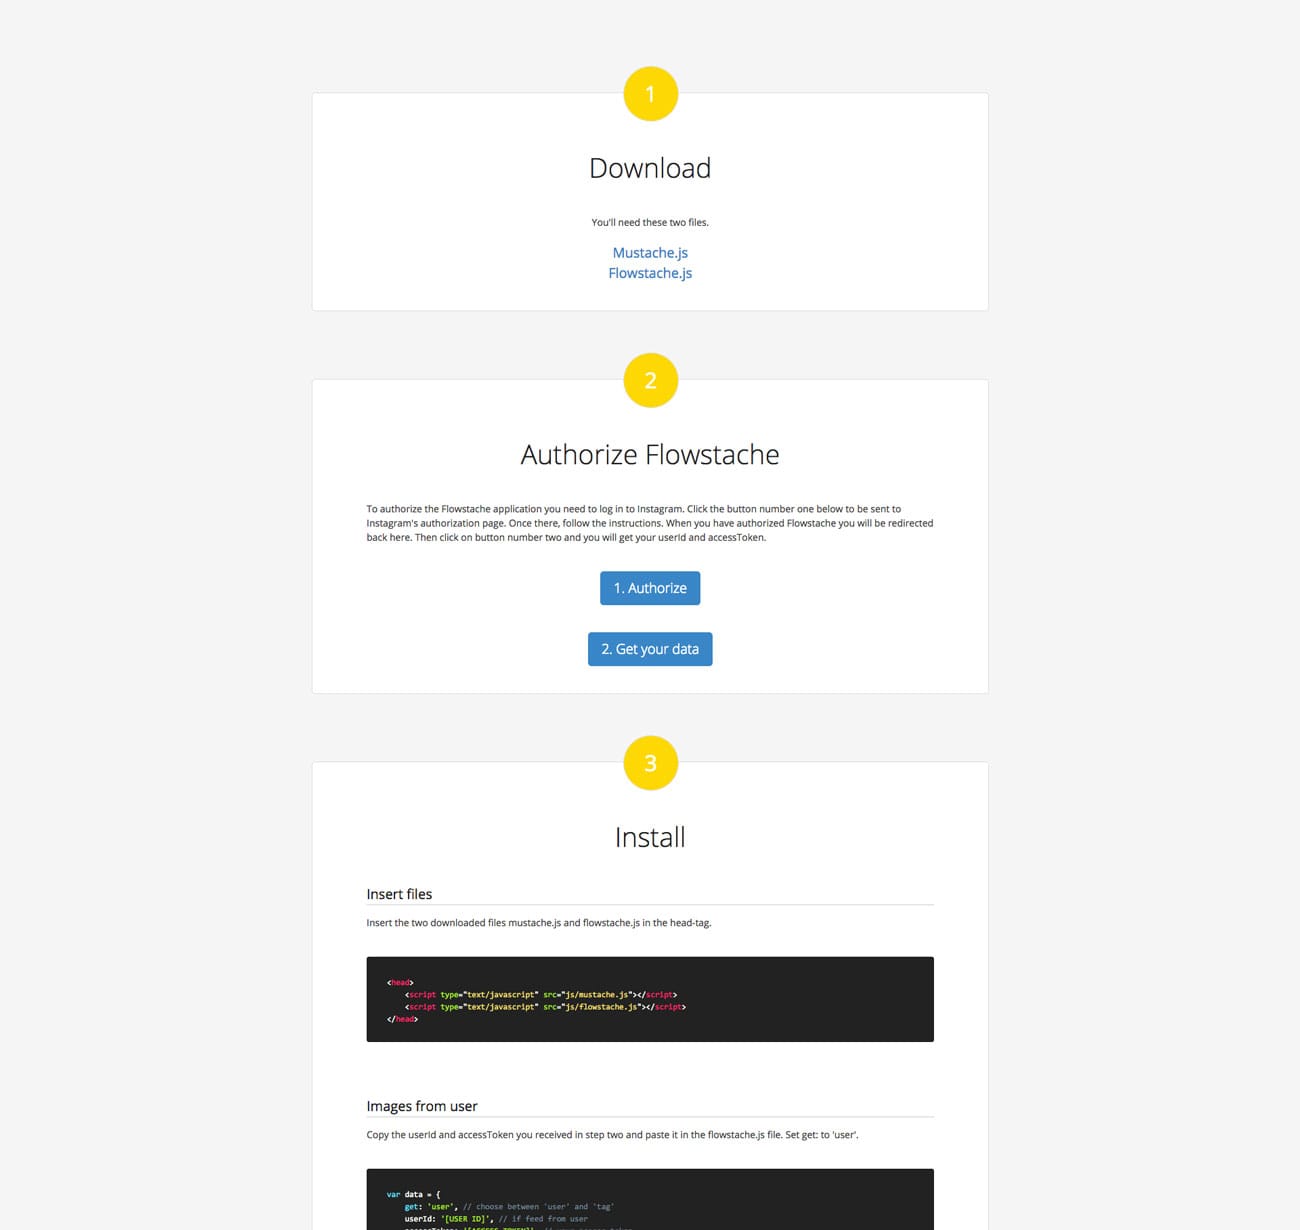 1
Download
You'll need these two files.
Mustache.js
Flowstache.js
2
Authorize Flowstache
To authorize the Flowstache application you need to log in to Instagram. Click the button number one below to be sent to
Instagram's authorization page. Once there, follow the instructions. When you have authorized Flowstache you will be redirected
back here. Then click on button number two and you will get your userId and accessToken.
1. Authorize
2. Get your data
3
Install
Insert files
Insert the two downloaded files mustache.js and flowstache.js in the head-tag.
<head>
<script type="text/javascript" src="js/mustache.js"></script>
<script type="text/javascript" src="js/flowstache.js"></script>
</head>
Images from user
Copy the userId and accessToken you received in step two and paste it in the flowstache.js file. Set get: to 'user'.
var data = {
get: 'user', // choose between 'user' and 'tag'
userId: '[USER ID]', // if feed from user